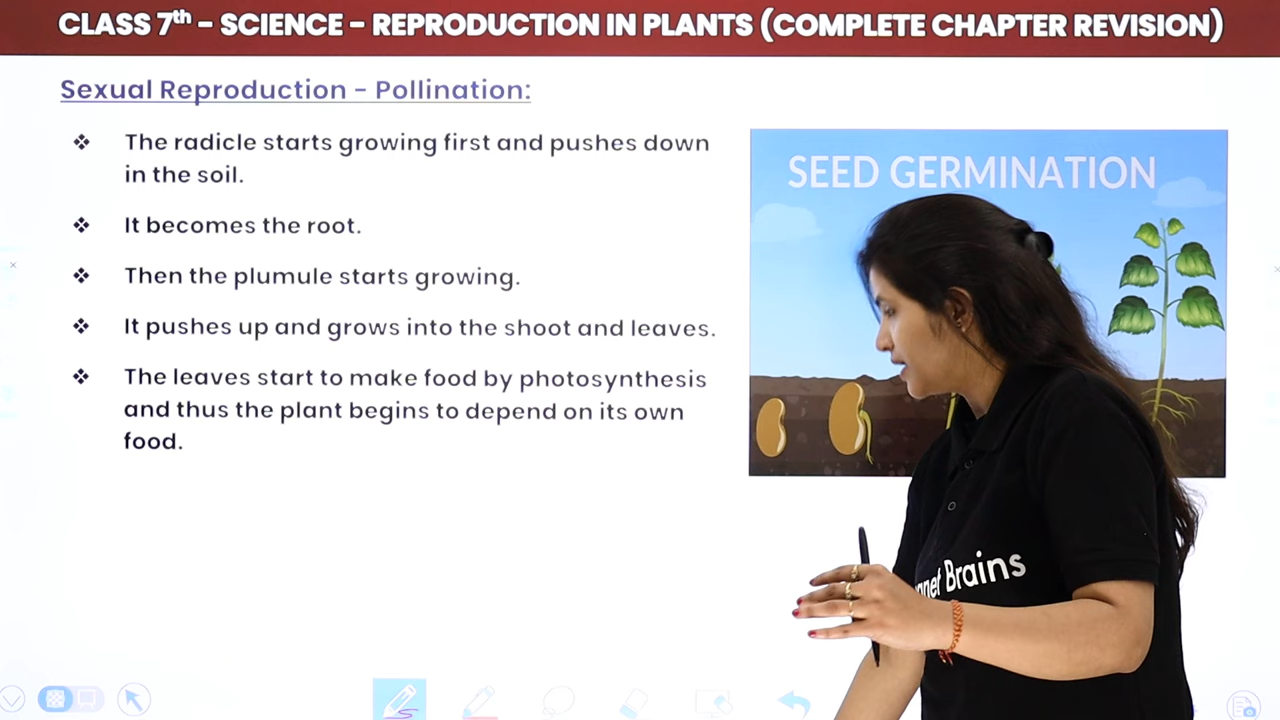 CLASS 7th – SCIENCE – REPRODUCTION IN PLANTS (COMPLETE CHAPTER REVISION)
Sexual Reproduction – Pollination:
❖ The radicle starts growing first and pushes down
in the soil.
❖ It becomes the root.
❖ Then the plumule starts growing.
❖ It pushes up and grows into the shoot and leaves.
❖ The leaves start to make food by photosynthesis
and thus the plant begins to depend on its own
food.
SEED GERMINATION
Brains